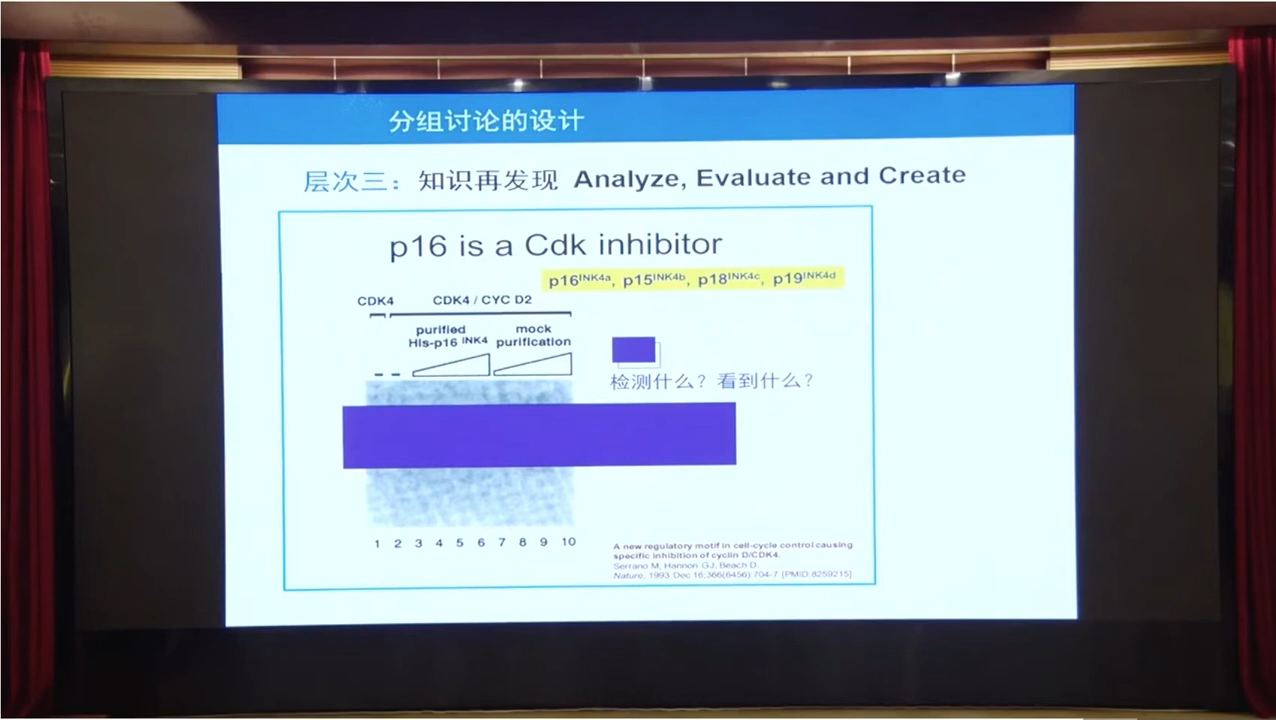 分组讨论的设计
层次三：知识再发现 Analyze, Evaluate and Create
p16 is a Cdk inhibitor
p16INK4a, p15INK4b, p18INK4c, p19INK4d
CDK4 CDK4 / CYC D2
purified mock
His-p16 INK4 purification
检测什么？看到什么？
1 2 3 4 5 6 7 8 9 10
A new regulatory motif in cell-cycle control causing
specific inhibition of cyclin D/CDK4.
Serrano M, Hannon GJ, Beach D.
Nature. 1993 Dec 16;366(6456):704-7 [PMID:8259215]